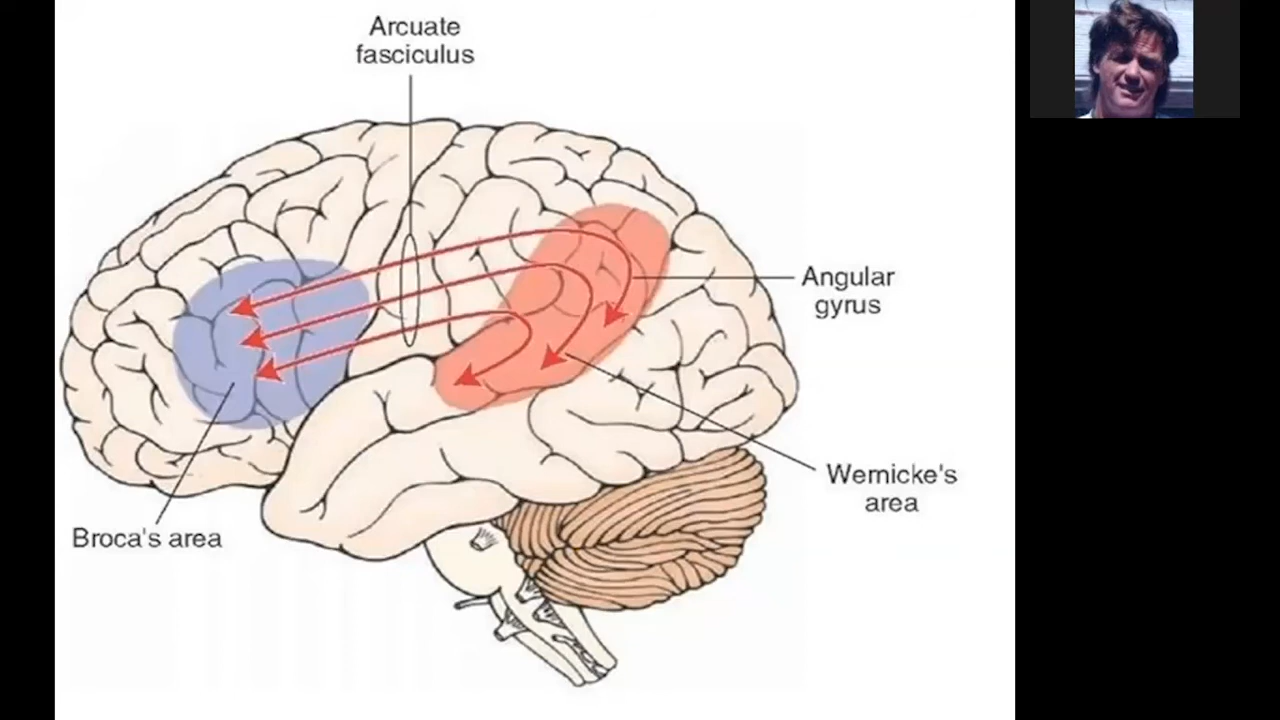 Arcuate
fasciculus
Angular
gyrus
Wernicke's
area
Broca's area